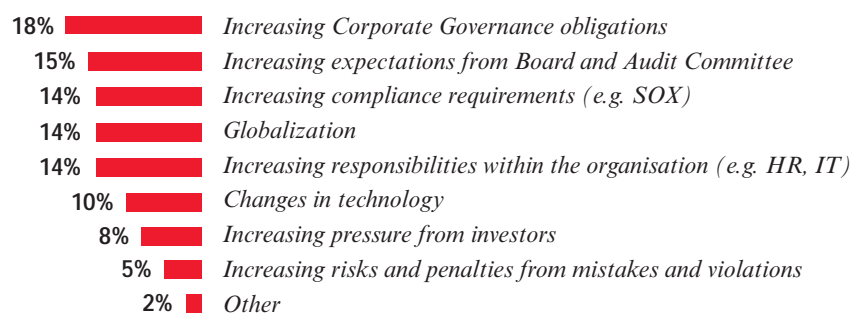 18% Increasing Corporate Governance obligations
15% Increasing expectations from Board and Audit Committee
14% Increasing compliance requirements (e.g. SOX)
14% Globalization
14% Increasing responsibilities within the organisation (e.g. HR, IT)
10% Changes in technology
8% Increasing pressure from investors
5% Increasing risks and penalties from mistakes and violations
2% Other